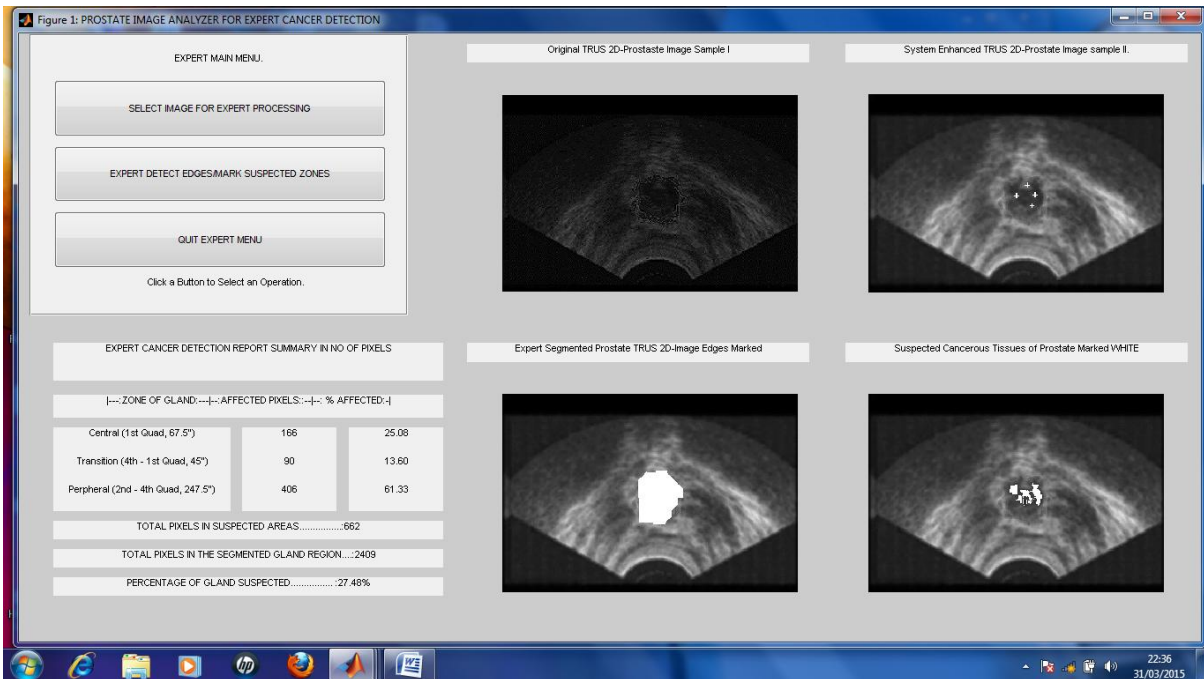 Figure 1: PROSTATE IMAGE ANALYZER FOR EXPERT CANCER DETECTION
EXPERT MAIN MENU.
SELECT IMAGE FOR EXPERT PROCESSING
EXPERT DETECT EDGES/MARK SUSPECTED ZONES
QUIT EXPERT MENU
Click a Button to Select an Operation.
Original TRUS 2D-Prostaste Image Sample I
System Enhanced TRUS 2D-Prostate Image sample II.
EXPERT CANCER DETECTION REPORT SUMMARY IN NO OF PIXELS
|---:ZONE OF GLAND:---|--:AFFECTED PIXELS::--|--: % AFFECTED:-|
Central (1st Quad, 67.5") 166 25.08
Transition (4th - 1st Quad, 45") 90 13.60
Perpheral (2nd - 4th Quad, 247.5") 406 61.33
TOTAL PIXELS IN SUSPECTED AREAS...............:662
TOTAL PIXELS IN THE SEGMENTED GLAND REGION....:2409
PERCENTAGE OF GLAND SUSPECTED............... :27.48%
Expert Segmented Prostate TRUS 2D-Image Edges Marked
Suspected Cancerous Tissues of Prostate Marked WHITE
hp
22:36
31/03/2015